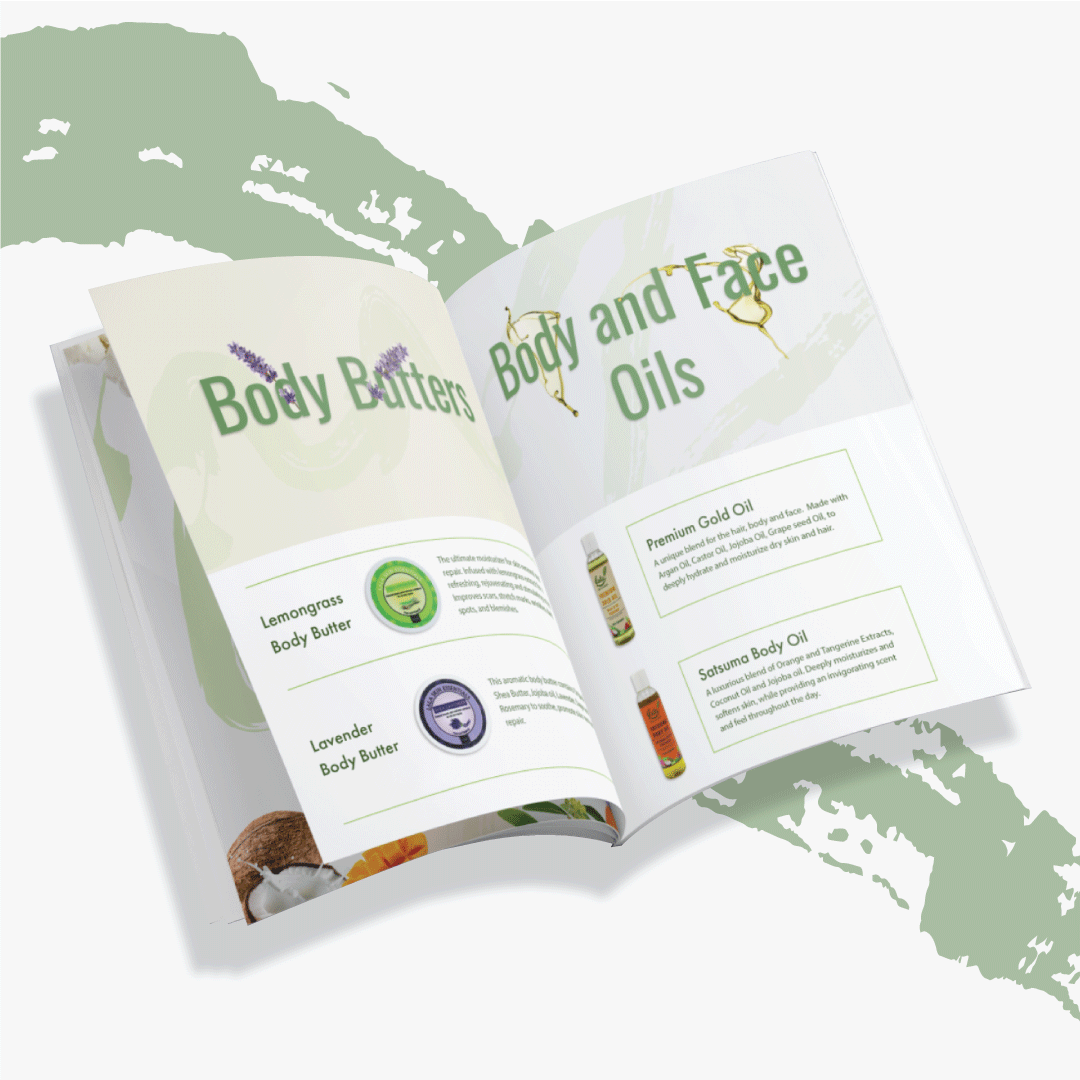 Body Butters
Lemongrass
Body Butter
The ultimate moisturizer for skin
repair. Infused with lemongrass
refreshing, rejuvenating and
Improves scars, stretch marks,
spots, and blemishes.
Lavender
Body Butter
This aromatic body butter
Shea Butter, Jojoba oil, Lavender,
Rosemary to soothe,
repair.
Body and Face
Oils
Premium Gold Oil
A unique blend for the hair, body and face. Made with
Argan Oil, Castor Oil, Jojoba Oil, Grape seed Oil, to
deeply hydrate and moisturize dry skin and hair.
Satsuma Body Oil
A luxurious blend of Orange and Tangerine Extracts,
Coconut Oil and Jojoba oil. Deeply moisturizes and
softens skin, while providing an invigorating scent
and feel throughout the day.